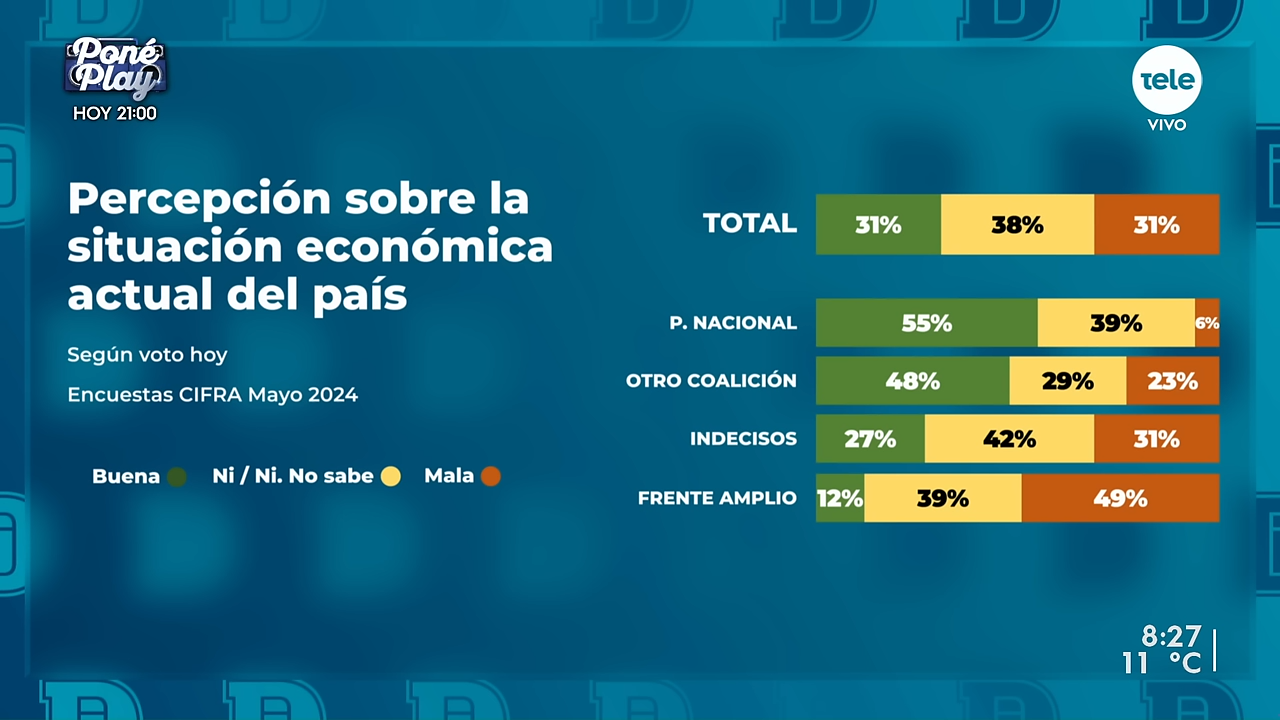 Poné
Play
HOY 21:00
tele
VIVO
Percepción sobre la
situación económica
actual del país
Según voto hoy
Encuestas CIFRA Mayo 2024
Buena Ni / Ni. No sabe Mala
TOTAL 31% 38% 31%
P. NACIONAL 55% 39% 6%
OTRO COALICIÓN 48% 29% 23%
INDECISOS 27% 42% 31%
FRENTE AMPLIO 12% 39% 49%
8:27
11 °C